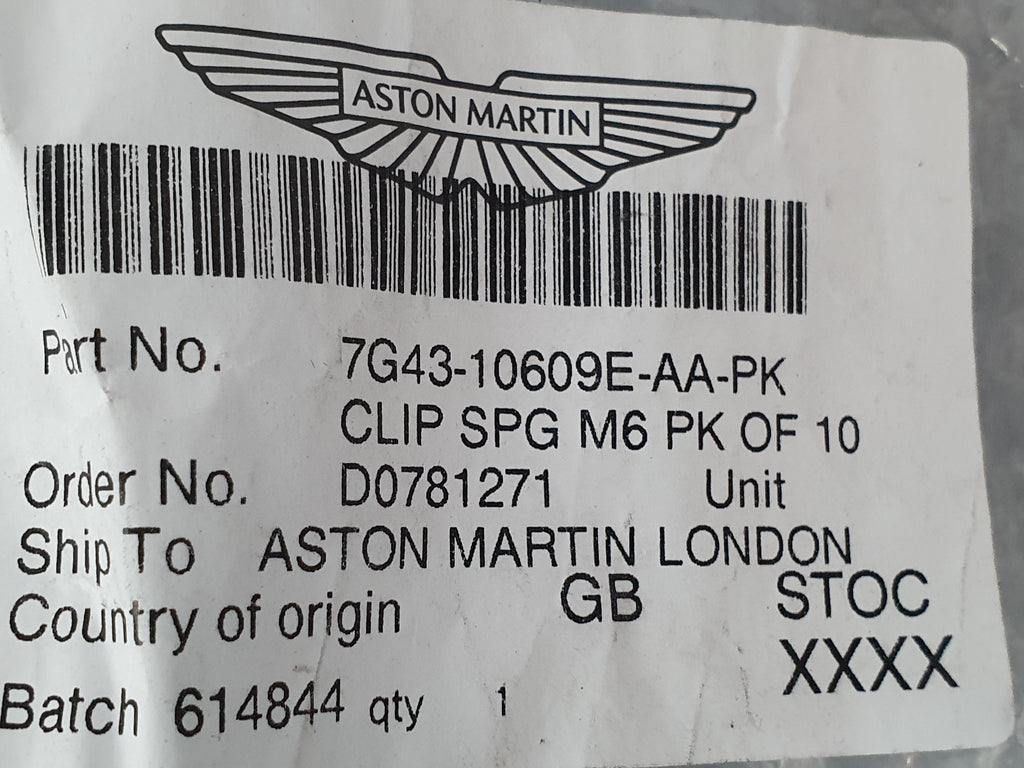 ASTON MARTIN
Part No. 7G43-10609E-AA-PK
CLIP SPG M6 PK OF 10
Order No. D0781271 Unit
Ship To ASTON MARTIN LONDON
Country of origin GB STOC
XXXX
Batch 614844 qty 1